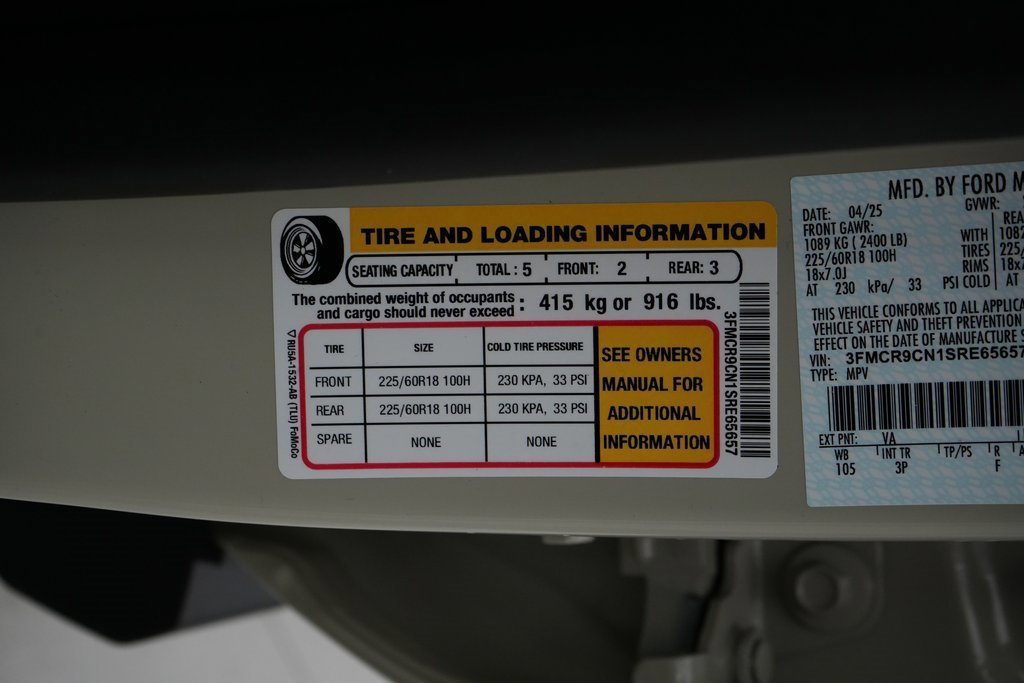 TIRE AND LOADING INFORMATION
SEATING CAPACITY TOTAL : 5 FRONT: 2 REAR: 3
The combined weight of occupants
and cargo should never exceed : 415 kg or 916 lbs.
TIRE SIZE COLD TIRE PRESSURE
FRONT 225/60R18 100H 230 KPA, 33 PSI
REAR 225/60R18 100H 230 KPA, 33 PSI
SPARE NONE NONE
SEE OWNERS
MANUAL FOR
ADDITIONAL
INFORMATION
▽RU5A-1532-AB (TLU) FoMoCo
3FMCR9CN1SRE65657
MFD. BY FORD M
DATE: 04/25 GVWR:
FRONT GAWR: REA
1089 KG ( 2400 LB) WITH 1082
225/60R18 100H TIRES 225/
18x7.0J RIMS 18x
AT 230 kPa/ 33 PSI COLD AT
THIS VEHICLE CONFORMS TO ALL APPLICA
VEHICLE SAFETY AND THEFT PREVENTION
EFFECT ON THE DATE OF MANUFACTURE S
VIN: 3FMCR9CN1SRE65657
TYPE: MPV
EXT PNT: VA
WB INT TR TP/PS R A
105 3P F